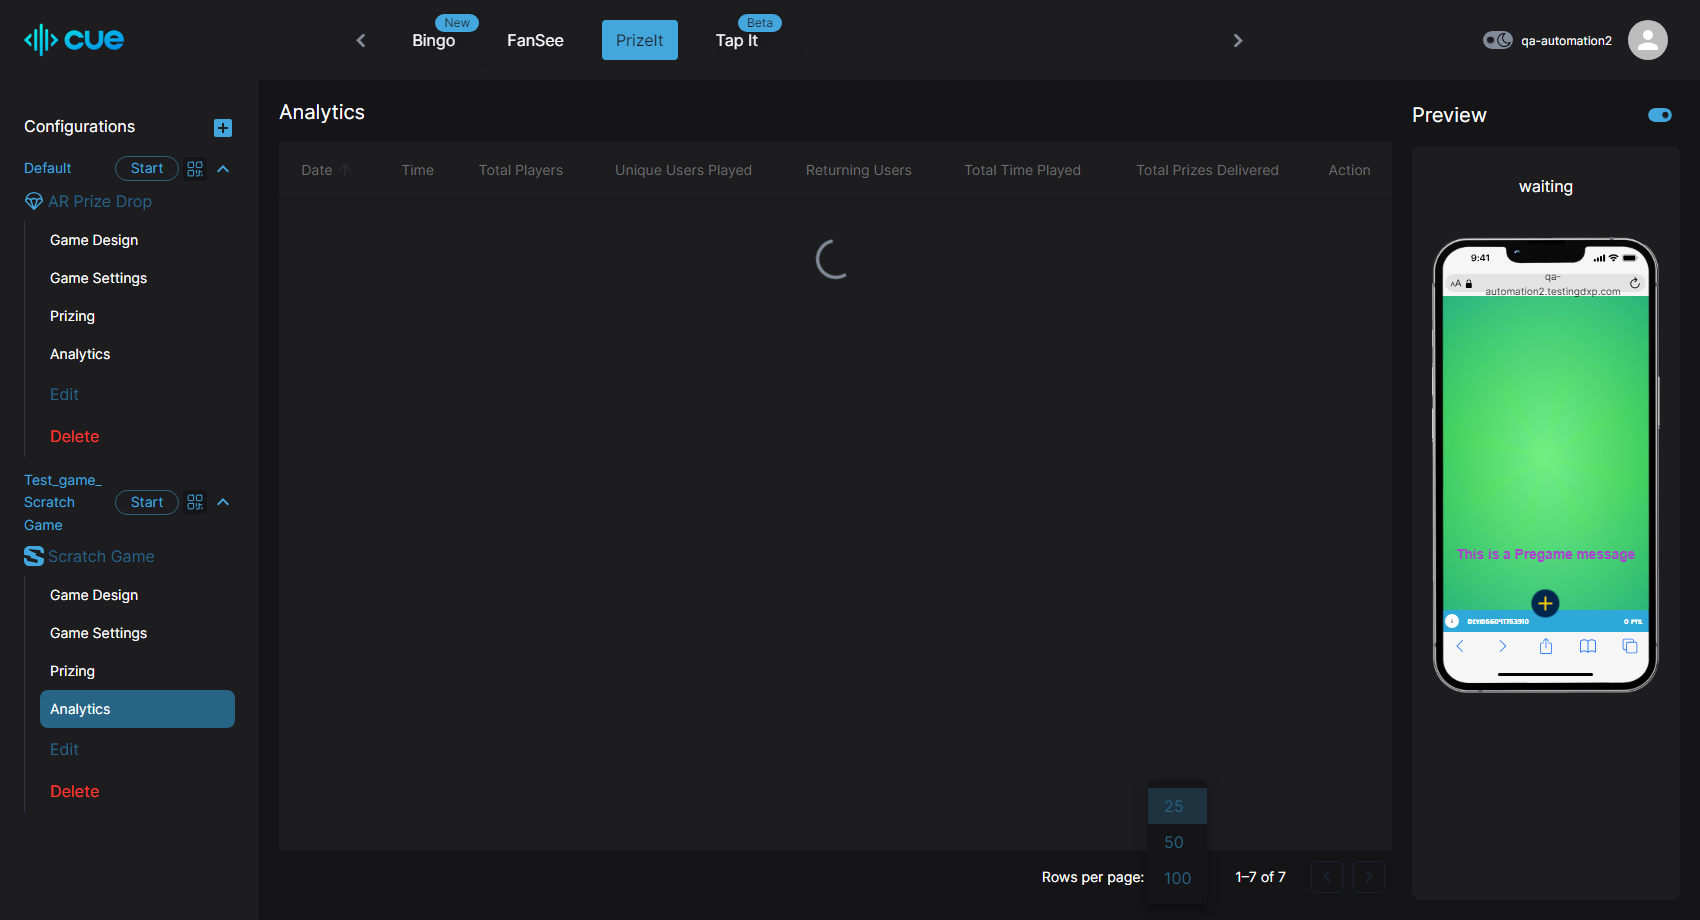 cue
New
Bingo
FanSee
PrizeIt
Beta
Tap It
qa-automation2
Configurations
Default
Start
AR Prize Drop
Game Design
Game Settings
Prizing
Analytics
Edit
Delete
Test_game_
Scratch
Game
Start
Scratch Game
Game Design
Game Settings
Prizing
Analytics
Edit
Delete
Analytics
Date
Time
Total Players
Unique Users Played
Returning Users
Total Time Played
Total Prizes Delivered
Action
25
50
100
Rows per page:
1–7 of 7
Preview
waiting
9:41
AA
qa-
automation2.testingdxp.com
This is a Pregame message
0 PTS.